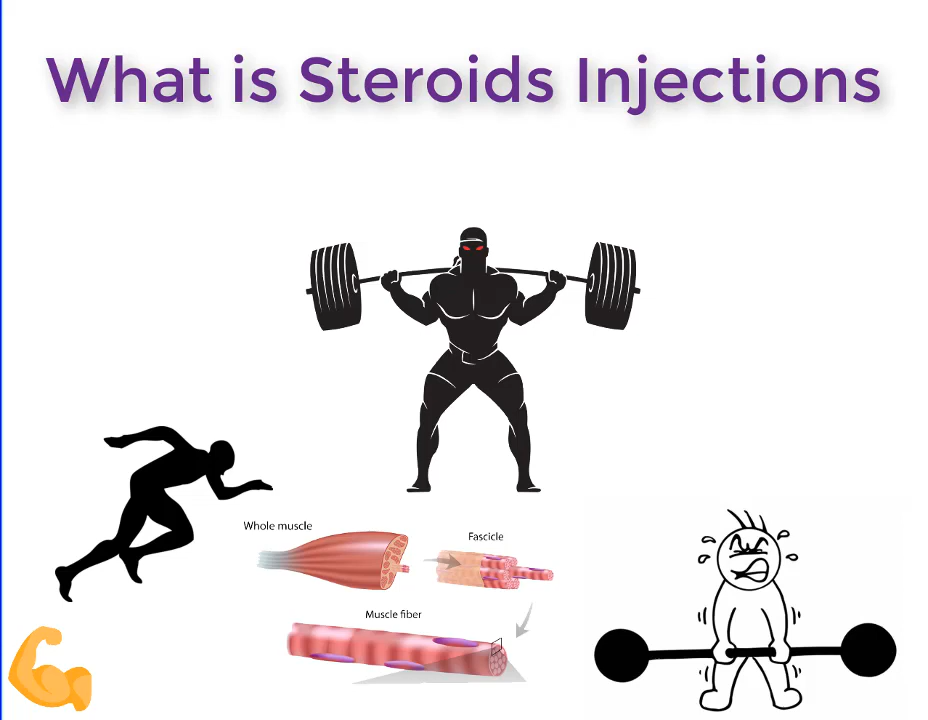 What is Steroids Injections
Whole muscle
Fascicle
Muscle fiber